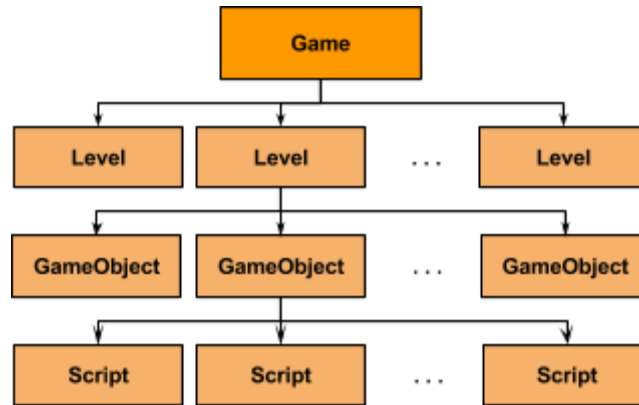 Game
Level Level . . . Level
GameObject GameObject . . . GameObject
Script Script . . . Script